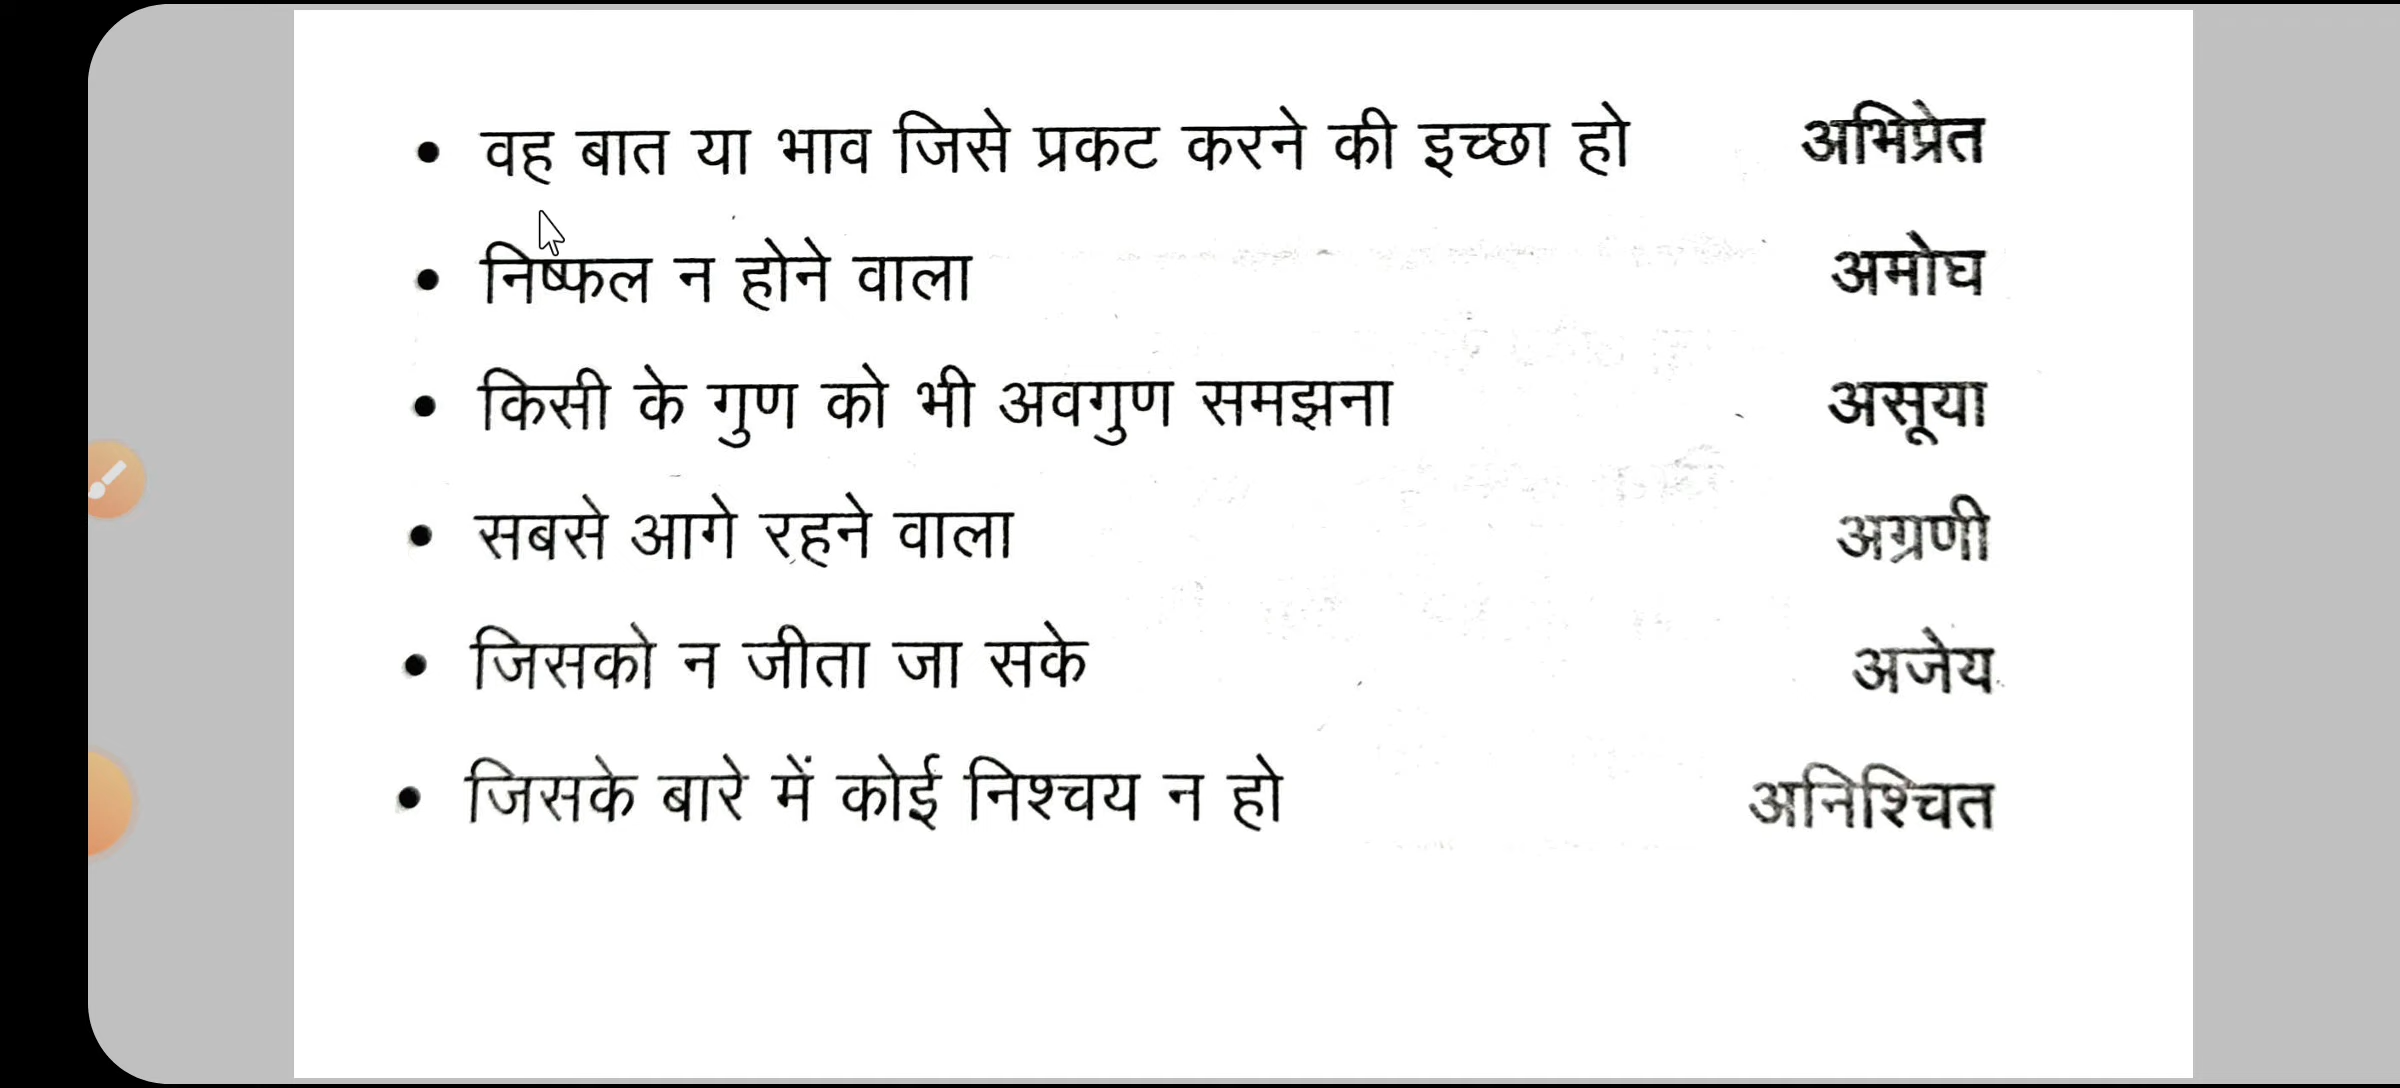 • वह बात या भाव जिसे प्रकट करने की इच्छा हो अभिप्रेत
• निष्फल न होने वाला अमोघ
• किसी के गुण को भी अवगुण समझना असूया
• सबसे आगे रहने वाला अग्रणी
• जिसको न जीता जा सके अजेय
• जिसके बारे में कोई निश्चय न हो अनिश्चित